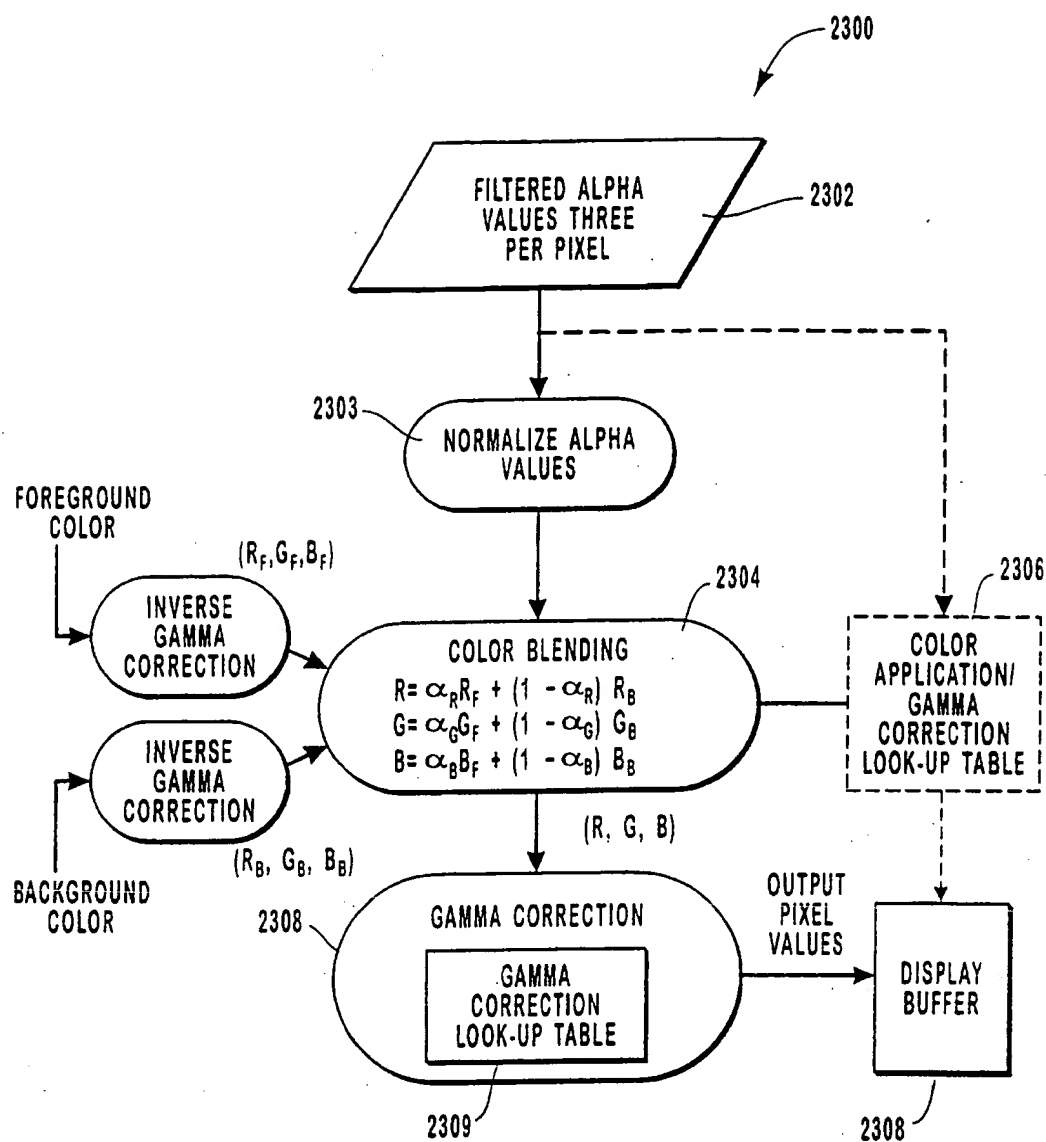 2300
FILTERED ALPHA
VALUES THREE
PER PIXEL
2302
2303
NORMALIZE ALPHA
VALUES
FOREGROUND
COLOR
(R_F,G_F,B_F)
INVERSE
GAMMA
CORRECTION
2304
COLOR BLENDING
R= α_R R_F + (1 - α_R) R_B
G= α_G G_F + (1 - α_G) G_B
B= α_B B_F + (1 - α_B) B_B
2306
COLOR
APPLICATION/
GAMMA
CORRECTION
LOOK-UP TABLE
INVERSE
GAMMA
CORRECTION
(R_B, G_B, B_B)
BACKGROUND
COLOR
(R, G, B)
2308
GAMMA CORRECTION
GAMMA
CORRECTION
LOOK-UP TABLE
2309
OUTPUT
PIXEL
VALUES
DISPLAY
BUFFER
2308